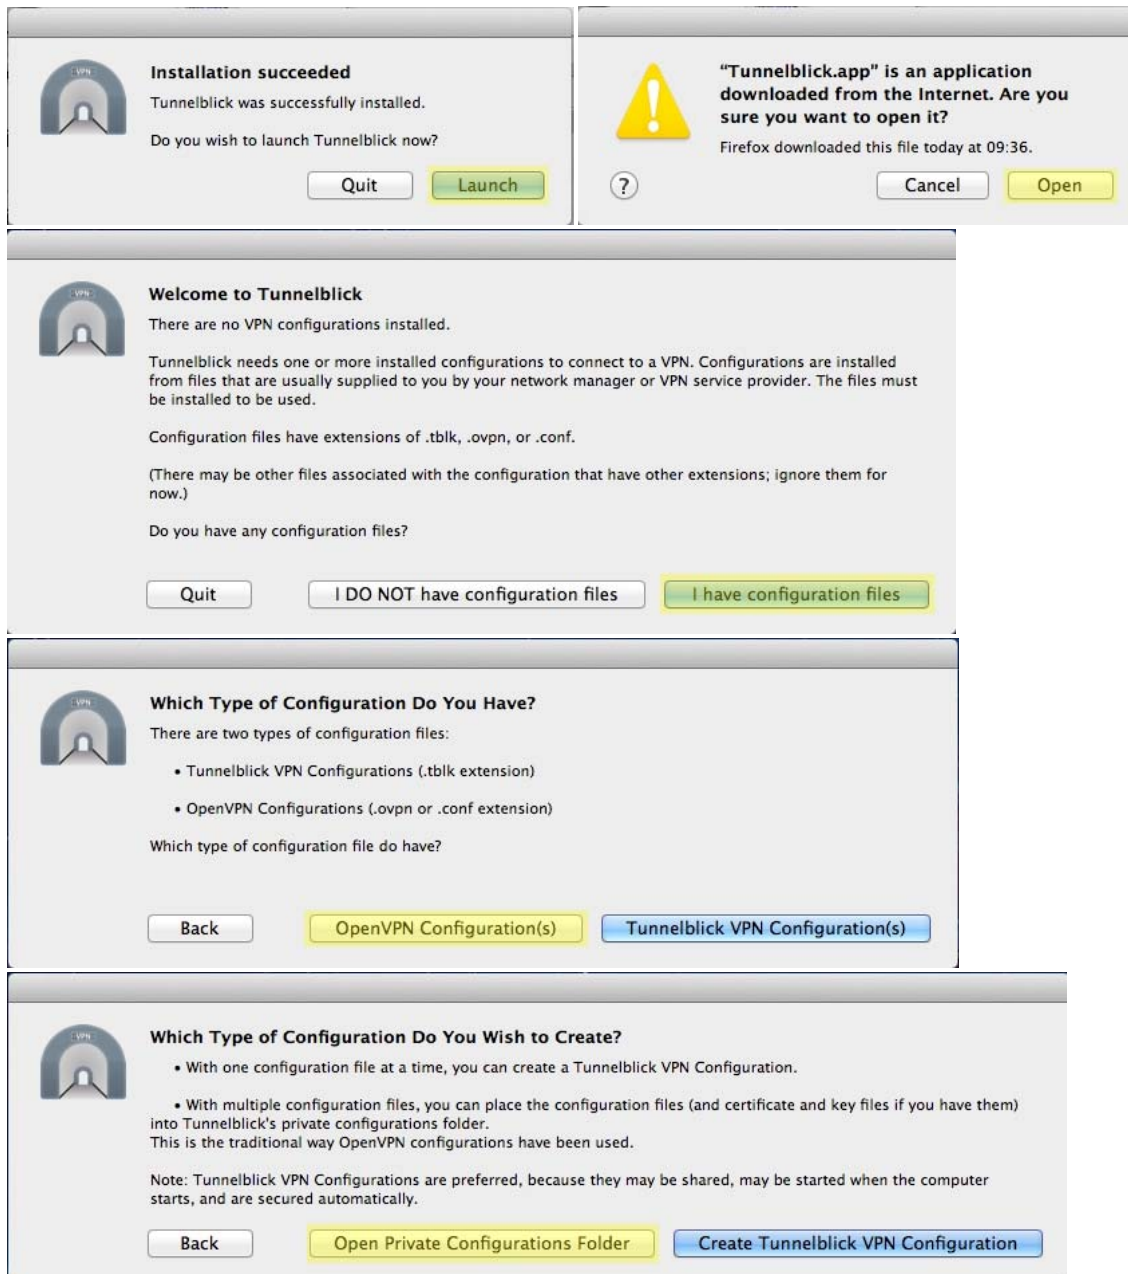 VPN
Installation succeeded
Tunnelblick was successfully installed.
Do you wish to launch Tunnelblick now?
Quit
Launch
“Tunnelblick.app” is an application
downloaded from the Internet. Are you
sure you want to open it?
Firefox downloaded this file today at 09:36.
?
Cancel
Open
VPN
Welcome to Tunnelblick
There are no VPN configurations installed.
Tunnelblick needs one or more installed configurations to connect to a VPN. Configurations are installed
from files that are usually supplied to you by your network manager or VPN service provider. The files must
be installed to be used.
Configuration files have extensions of .tblk, .ovpn, or .conf.
(There may be other files associated with the configuration that have other extensions; ignore them for
now.)
Do you have any configuration files?
Quit
I DO NOT have configuration files
I have configuration files
VPN
Which Type of Configuration Do You Have?
There are two types of configuration files:
• Tunnelblick VPN Configurations (.tblk extension)
• OpenVPN Configurations (.ovpn or .conf extension)
Which type of configuration file do have?
Back
OpenVPN Configuration(s)
Tunnelblick VPN Configuration(s)
VPN
Which Type of Configuration Do You Wish to Create?
• With one configuration file at a time, you can create a Tunnelblick VPN Configuration.
• With multiple configuration files, you can place the configuration files (and certificate and key files if you have them)
into Tunnelblick's private configurations folder.
This is the traditional way OpenVPN configurations have been used.
Note: Tunnelblick VPN Configurations are preferred, because they may be shared, may be started when the computer
starts, and are secured automatically.
Back
Open Private Configurations Folder
Create Tunnelblick VPN Configuration